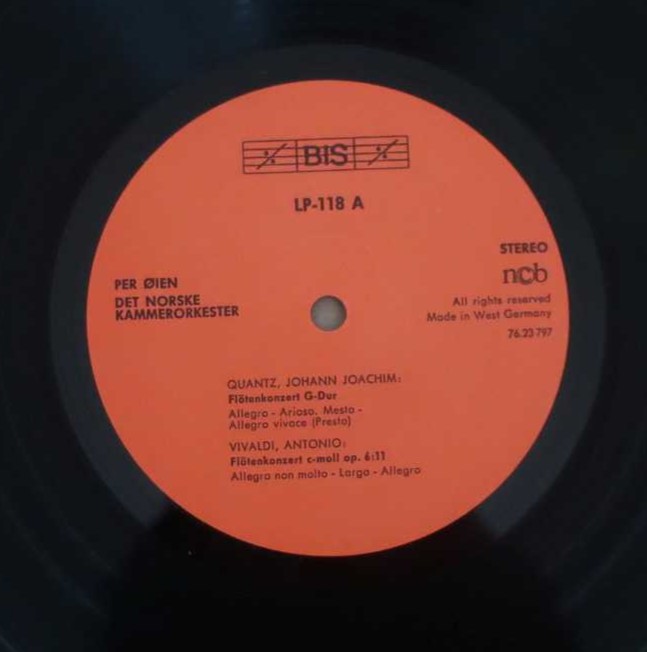 BIS
LP-118 A
STEREO
ncb
All rights reserved
Made in West Germany
76.23797
PER ØIEN
DET NORSKE
KAMMERORKESTER
QUANTZ, JOHANN JOACHIM:
Flötenkonzert G-Dur
Allegro - Arioso. Mesto -
Allegro vivace (Presto)
VIVALDI, ANTONIO:
Flötenkonzert c-moll op. 6:11
Allegro non molto - Largo - Allegro